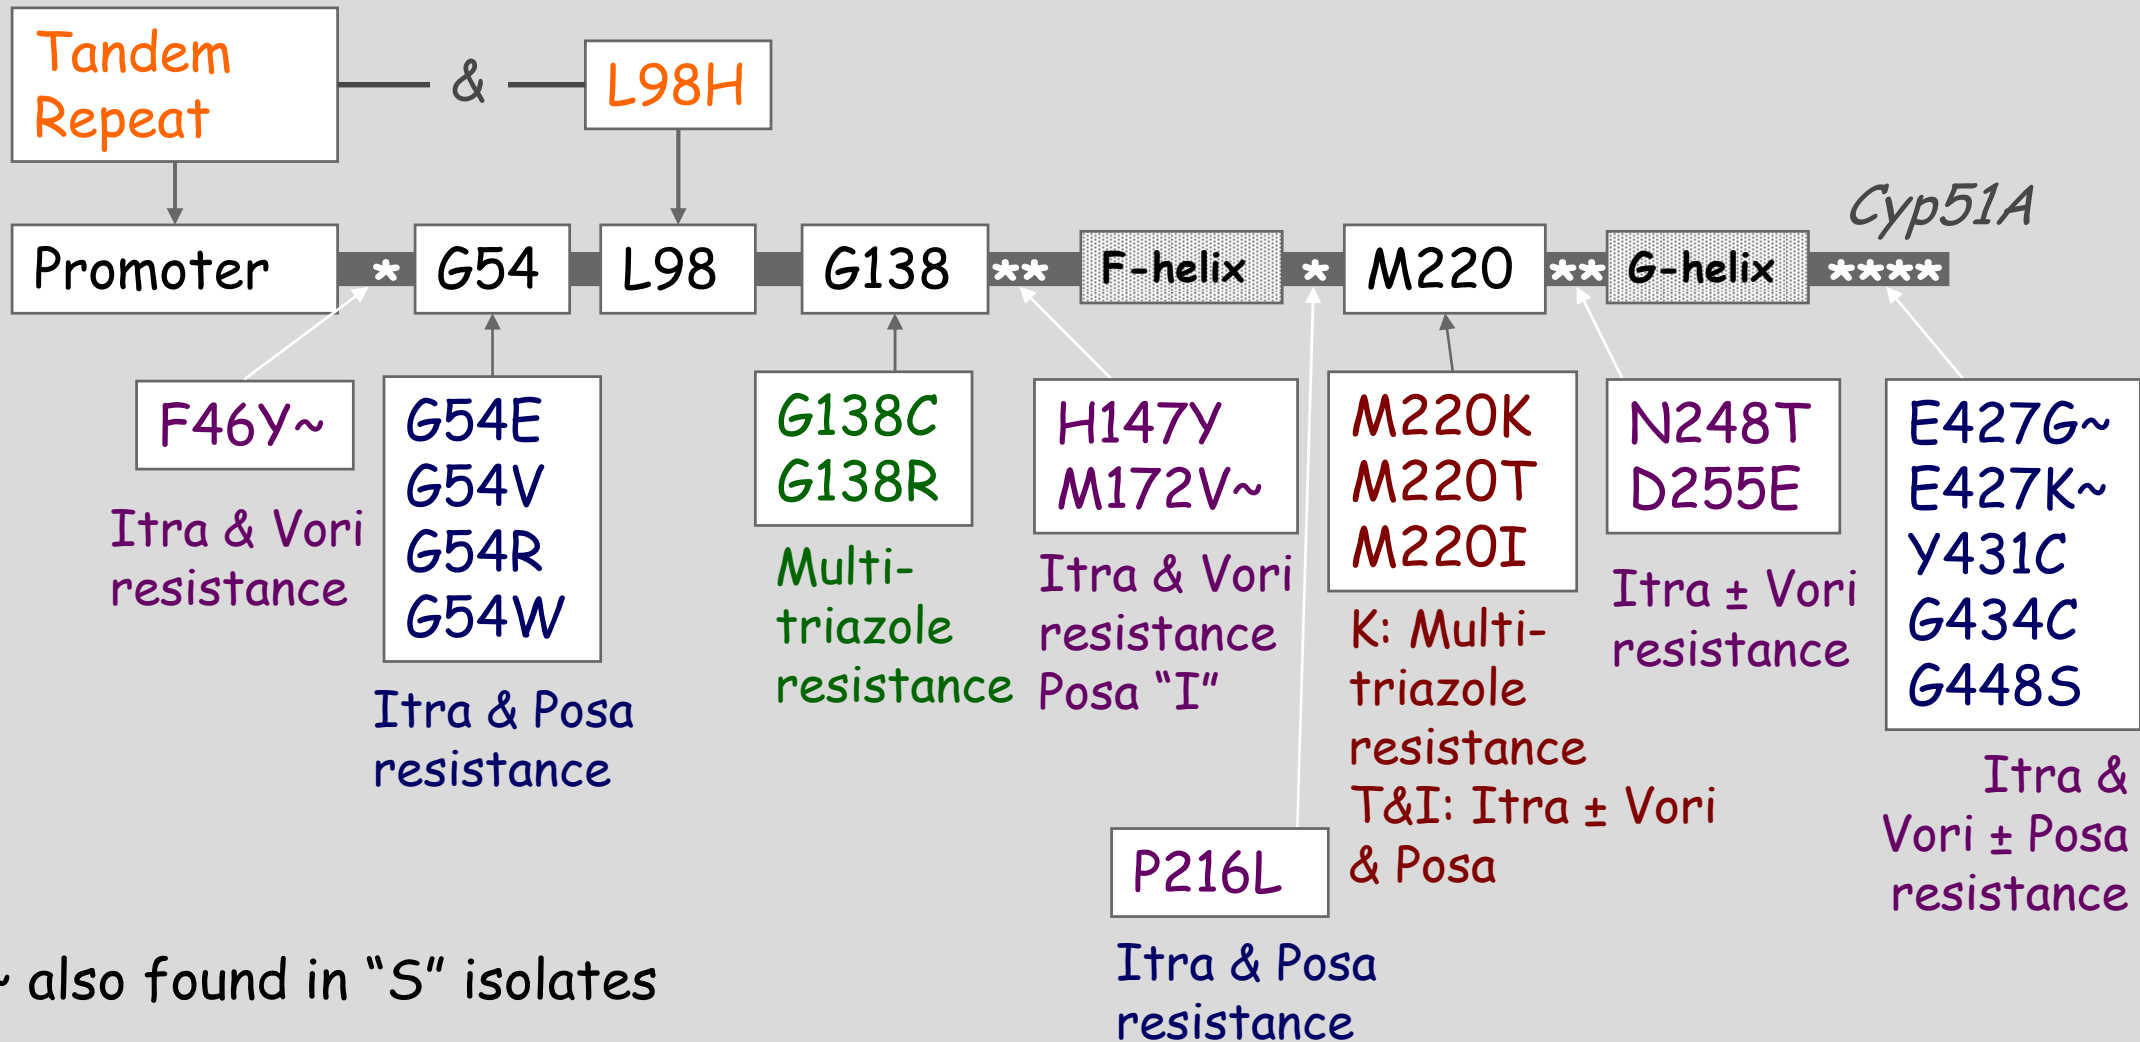 Tandem
Repeat
&
L98H
Cyp51A
Promoter
*
G54
L98
G138
**
F-helix
*
M220
**
G-helix
****
F46Y~
Itra & Vori
resistance
G54E
G54V
G54R
G54W
Itra & Posa
resistance
G138C
G138R
Multi-
triazole
resistance
H147Y
M172V~
Itra & Vori
resistance
Posa “I”
P216L
Itra & Posa
resistance
M220K
M220T
M220I
K: Multi-
triazole
resistance
T&I: Itra ± Vori
& Posa
N248T
D255E
Itra ± Vori
resistance
E427G~
E427K~
Y431C
G434C
G448S
Itra &
Vori ± Posa
resistance
~ also found in “S” isolates